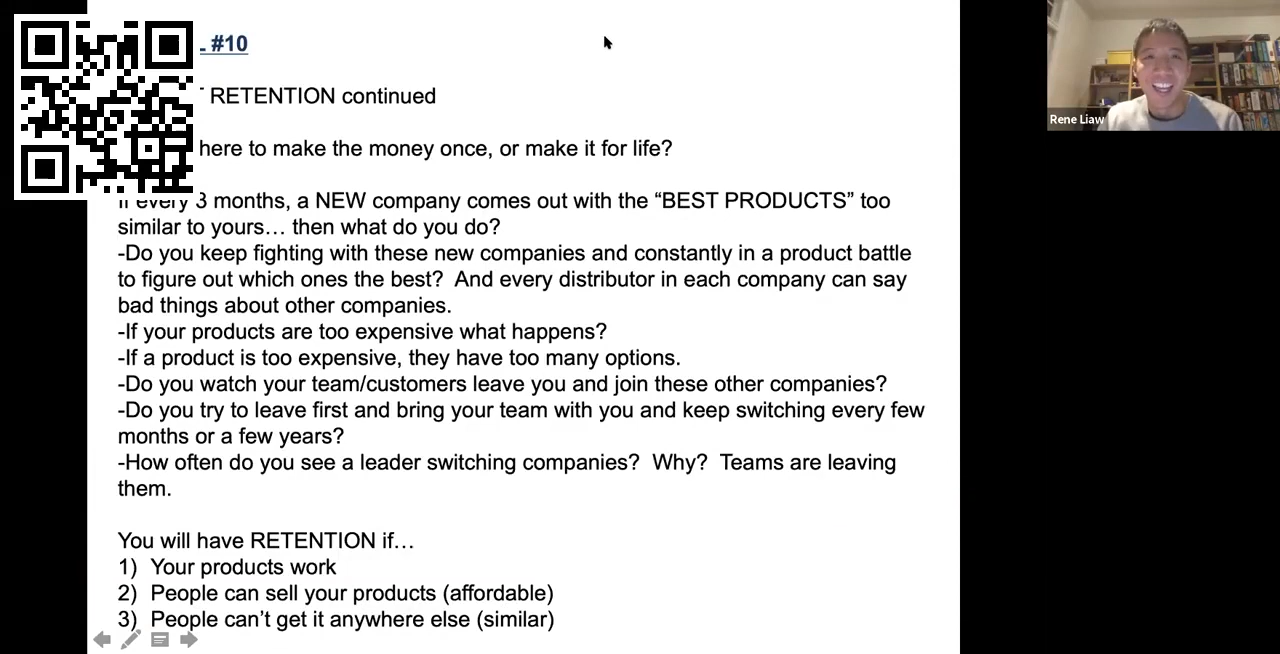 #10
RETENTION continued
here to make the money once, or make it for life?
If every 3 months, a NEW company comes out with the “BEST PRODUCTS” too
similar to yours… then what do you do?
-Do you keep fighting with these new companies and constantly in a product battle
to figure out which ones the best?  And every distributor in each company can say
bad things about other companies.
-If your products are too expensive what happens?
-If a product is too expensive, they have too many options.
-Do you watch your team/customers leave you and join these other companies?
-Do you try to leave first and bring your team with you and keep switching every few
months or a few years?
-How often do you see a leader switching companies?  Why?  Teams are leaving
them.
You will have RETENTION if…
1)  Your products work
2)  People can sell your products (affordable)
3)  People can’t get it anywhere else (similar)
Rene Liaw